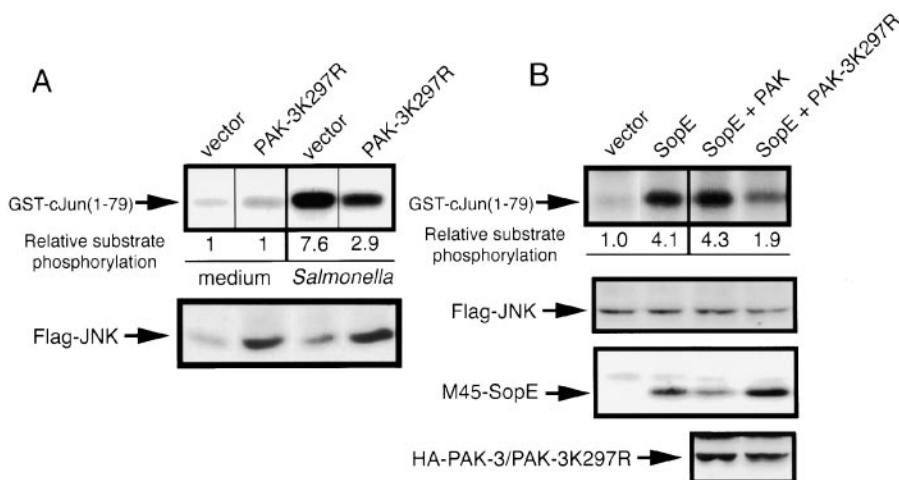 A
vector
PAK-3K297R
vector
PAK-3K297R
GST-cJun(1-79)
Relative substrate
phosphorylation
1 1 7.6 2.9
medium Salmonella
Flag-JNK
B
vector
SopE
SopE + PAK
SopE + PAK-3K297R
GST-cJun(1-79)
Relative substrate
phosphorylation
1.0 4.1 4.3 1.9
Flag-JNK
M45-SopE
HA-PAK-3/PAK-3K297R